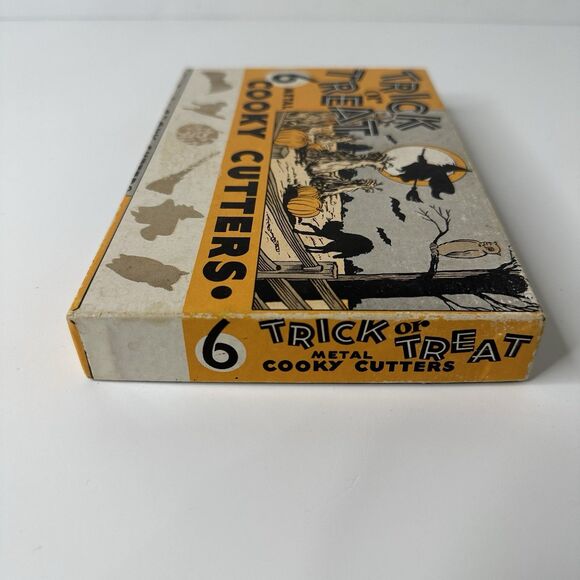 TRICK
or
TREAT
6
METAL
COOKY CUTTERS
6
TRICK or TREAT
METAL
COOKY CUTTERS